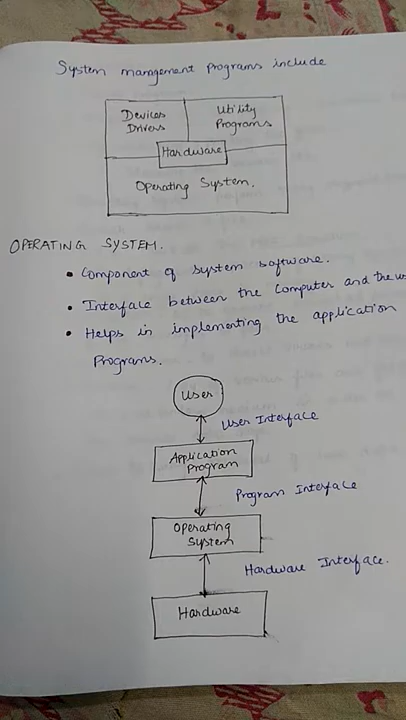 System management programs include
Devices Utility
Drivers Programs
Hardware
Operating System.
OPERATING SYSTEM.
• Component of system software.
• Interface between the Computer and the
• Helps in implementing the application
Programs.
User
User Interface
Application
Program
Program Interface
Operating
System
Hardware Interface.
Hardware